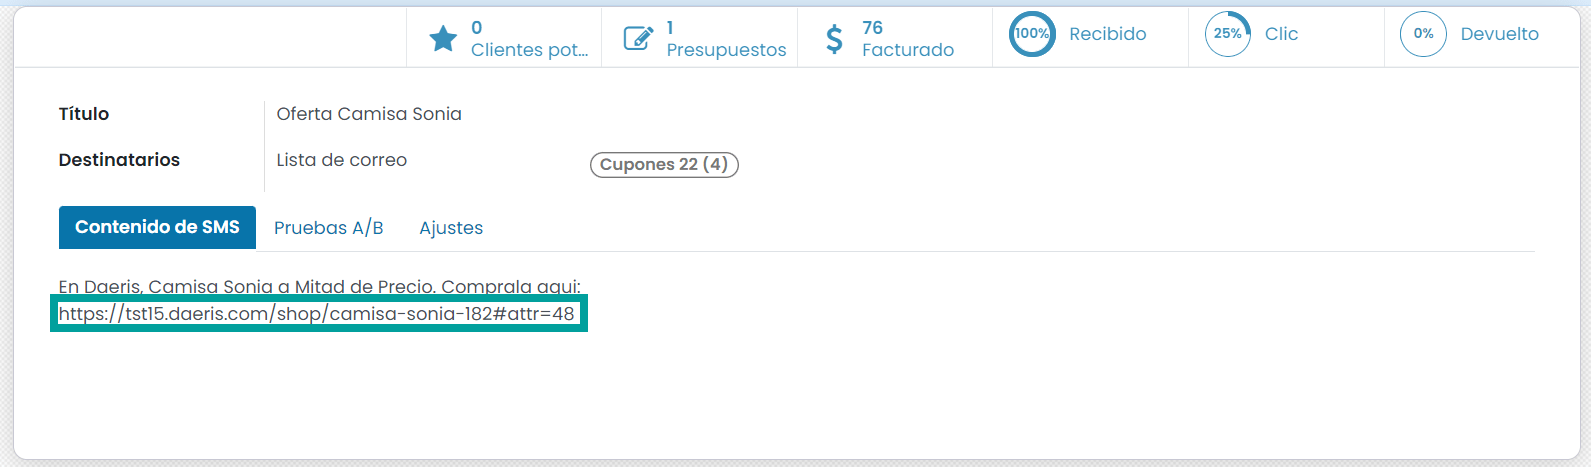 0
Clientes pot...
1
Presupuestos
76
Facturado
100%
Recibido
25%
Clic
0%
Devuelto
Título
Oferta Camisa Sonia
Destinatarios
Lista de correo
Cupones 22 (4)
Contenido de SMS
Pruebas A/B
Ajustes
En Daeris, Camisa Sonia a Mitad de Precio. Comprala aqui:
https://tst15.daeris.com/shop/camisa-sonia-182#attr=48